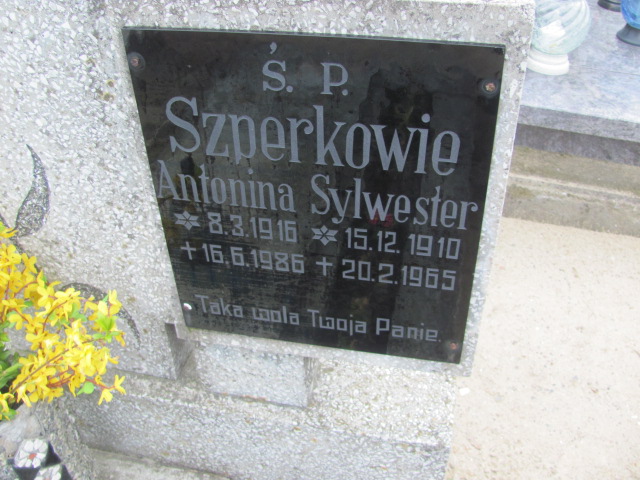 Ś. P.
Szperkowie
Antonina Sylwester
* 8.3.1916 * 15.12.1910
+ 16.6.1986 + 20.2.1965
Taka wola Twoja Panie.